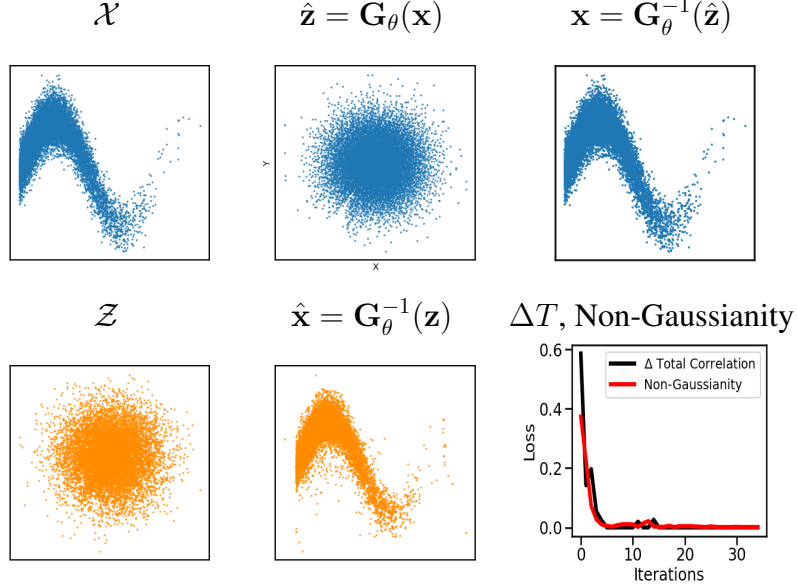 𝒳
ẑ = G_θ(x)
x = G_θ^{-1}(ẑ)
Y
X
𝒵
x̂ = G_θ^{-1}(z)
ΔT, Non-Gaussianity
0.6
0.4
0.2
0.0
Loss
Δ Total Correlation
Non-Gaussianity
0 10 20 30
Iterations